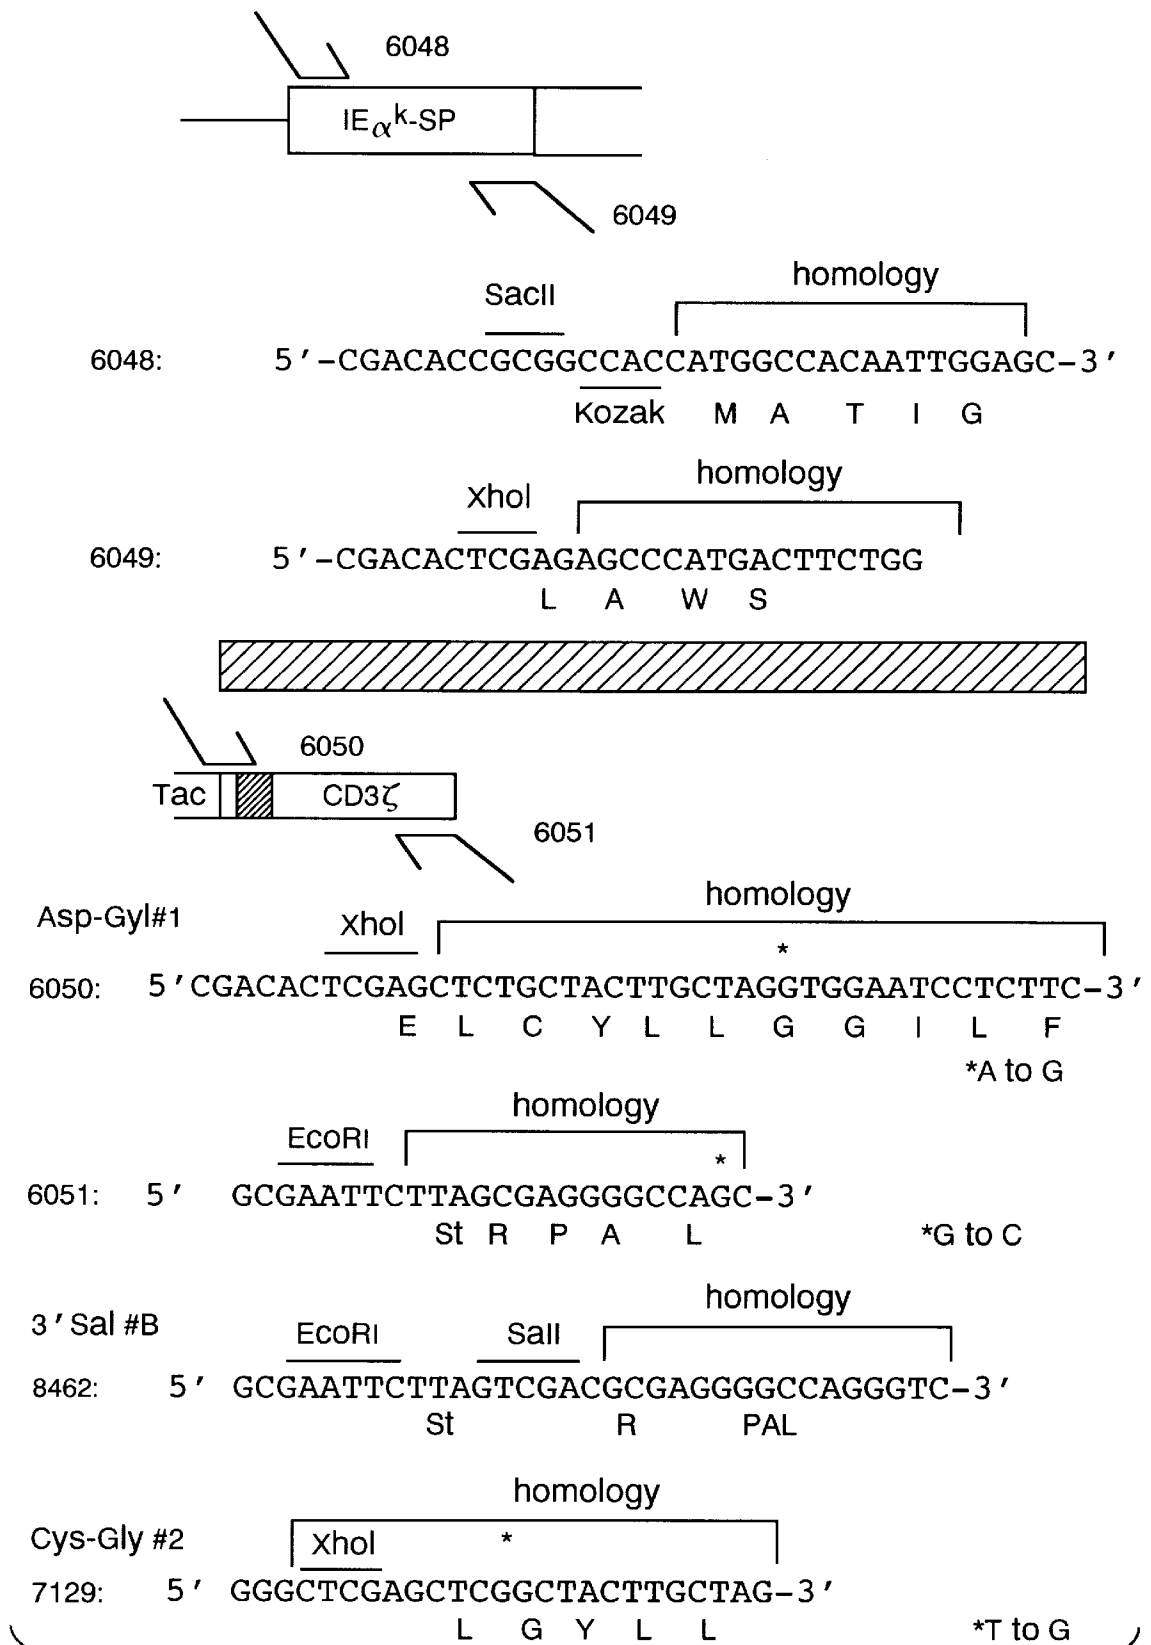 6048
IEαk-SP
6049
homology
SacII
6048: 5'-CGACACCGCGGCCACCATGGCCACAATTGGAGC-3'
Kozak M A T I G
homology
XhoI
6049: 5'-CGACACTCGAGAGCCCATGACTTCTGG
L A W S
6050
Tac CD3ζ
6051
homology
Asp-Gyl#1 XhoI
*
6050: 5'CGACACTCGAGCTCTGCTACTTGCTAGGTGGAATCCTCTTC-3'
E L C Y L L G G I L F
*A to G
homology
EcoRI
*
6051: 5' GCGAATTCTTAGCGAGGGGCCAGC-3'
St R P A L *G to C
homology
3' Sal #B EcoRI SalI
8462: 5' GCGAATTCTTAGTCGACGCGAGGGGCCAGGGTC-3'
St R PAL
homology
Cys-Gly #2 XhoI *
7129: 5' GGGCTCGAGCTCGGCTACTTGCTAG-3'
L G Y L L *T to G